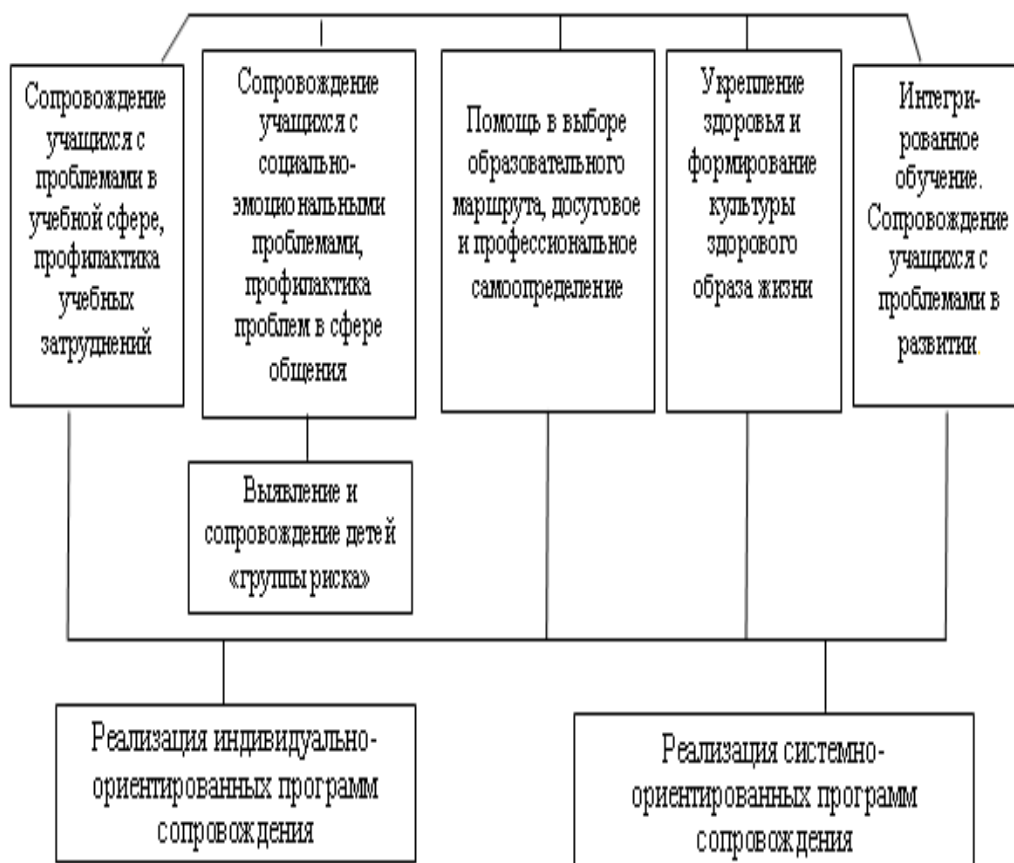 Сопровождение
учащихся с
проблемами в
учебной сфере,
профилактика
учебных
затруднений
Сопровождение
учащихся с
социально-
эмоциональными
проблемами,
профилактика
проблем в сфере
общения
Помощь в выборе
образовательного
маршрута, досуговое
и профессиональное
самоопределение
Укрепление
здоровья и
формирование
культуры
здорового
образа жизни
Интегри-
рованное
обучение.
Сопровождение
учащихся с
проблемами в
развитии.
Выявление и
сопровождение детей
«группы риска»
Реализация индивидуально-
ориентированных программ
сопровождения
Реализация системно-
ориентированных программ
сопровождения